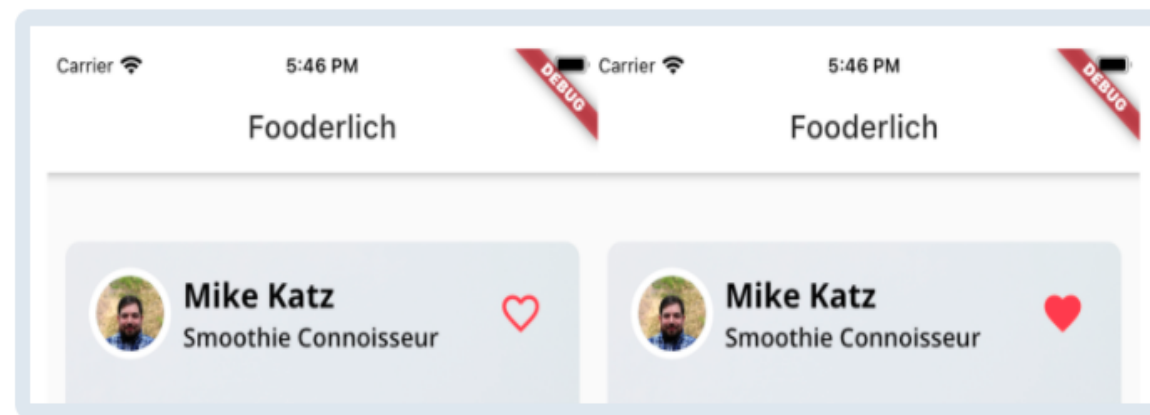 Carrier 5:46 PM DEBUG
Fooderlich
Mike Katz
Smoothie Connoisseur
Carrier 5:46 PM DEBUG
Fooderlich
Mike Katz
Smoothie Connoisseur